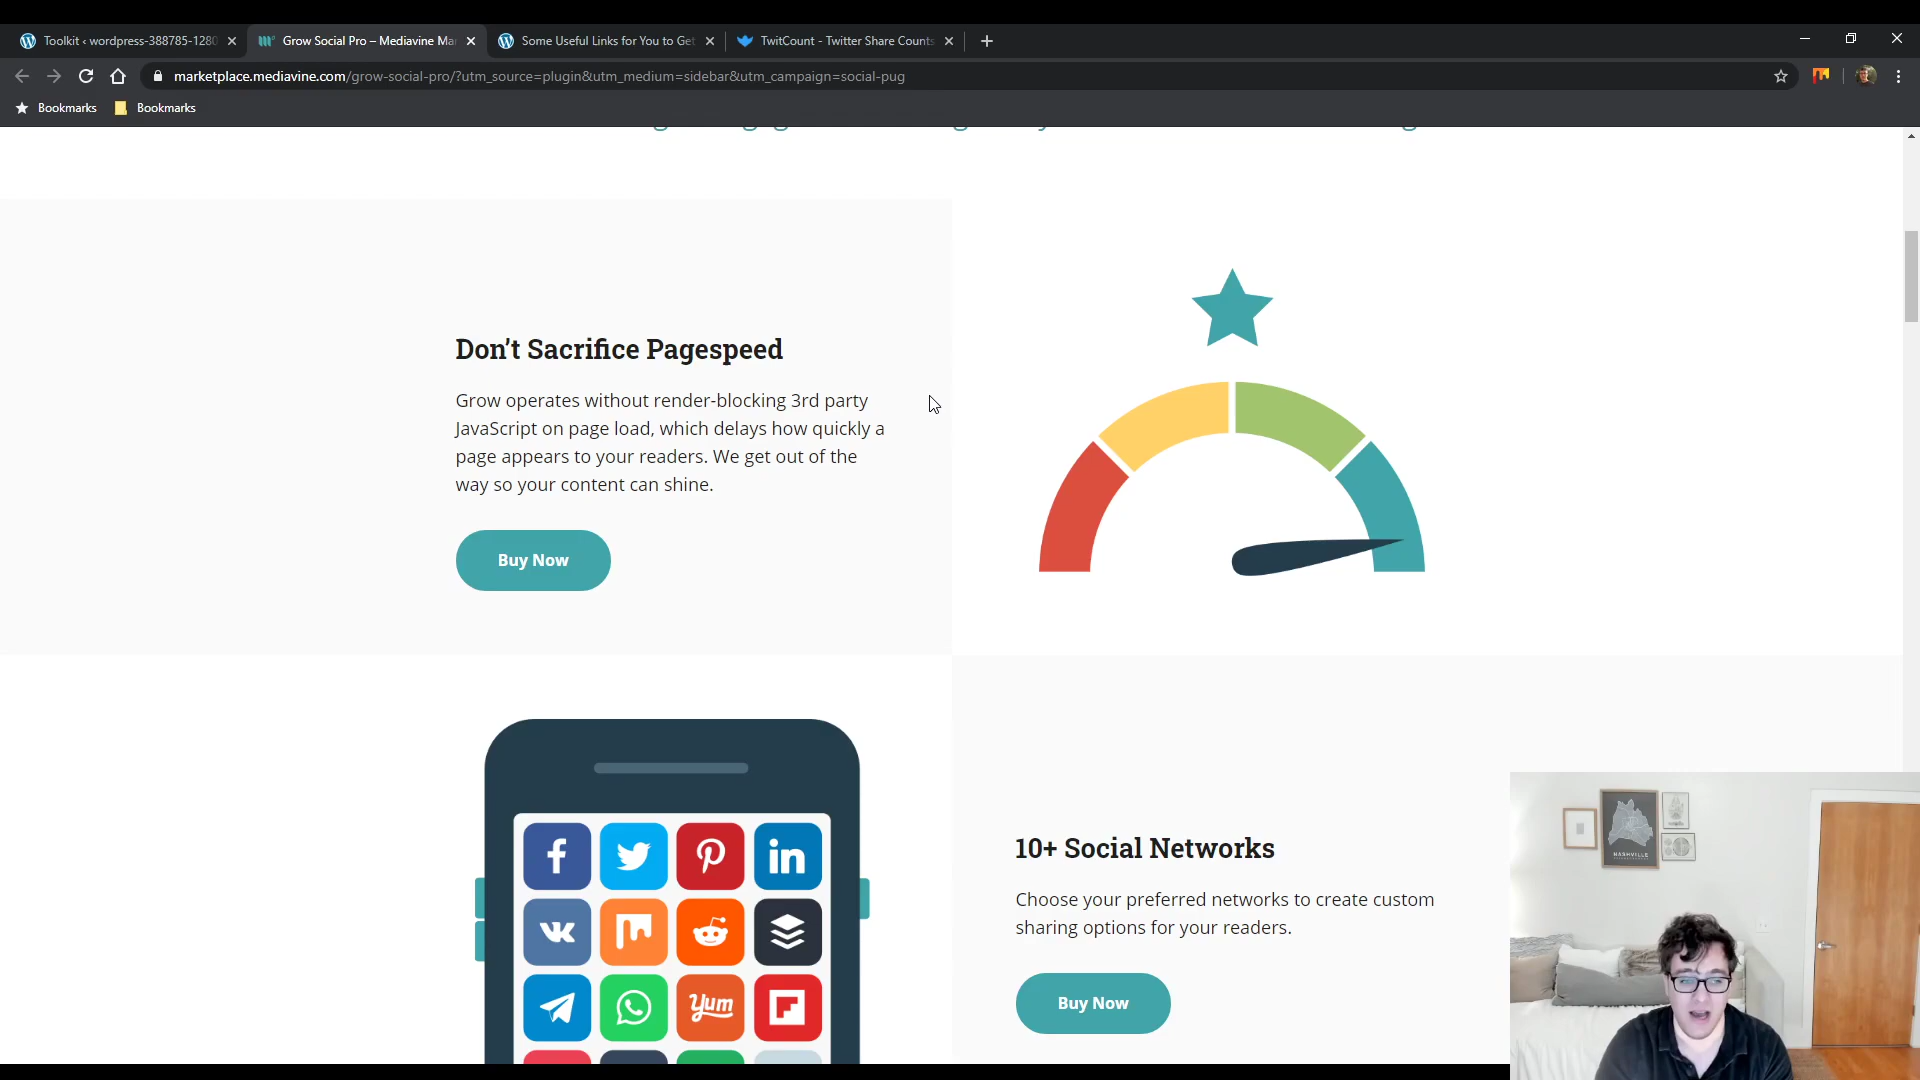 Toolkit ‹ wordpress-388785-1280
Grow Social Pro – Mediavine Ma
Some Useful Links for You to Get
TwitCount - Twitter Share Counts
marketplace.mediavine.com/grow-social-pro/?utm_source=plugin&utm_medium=sidebar&utm_campaign=social-pug
Bookmarks
Bookmarks
Don't Sacrifice Pagespeed
Grow operates without render-blocking 3rd party
JavaScript on page load, which delays how quickly a
page appears to your readers. We get out of the
way so your content can shine.
Buy Now
10+ Social Networks
Choose your preferred networks to create custom
sharing options for your readers.
Buy Now
Yum
NASHVILLE